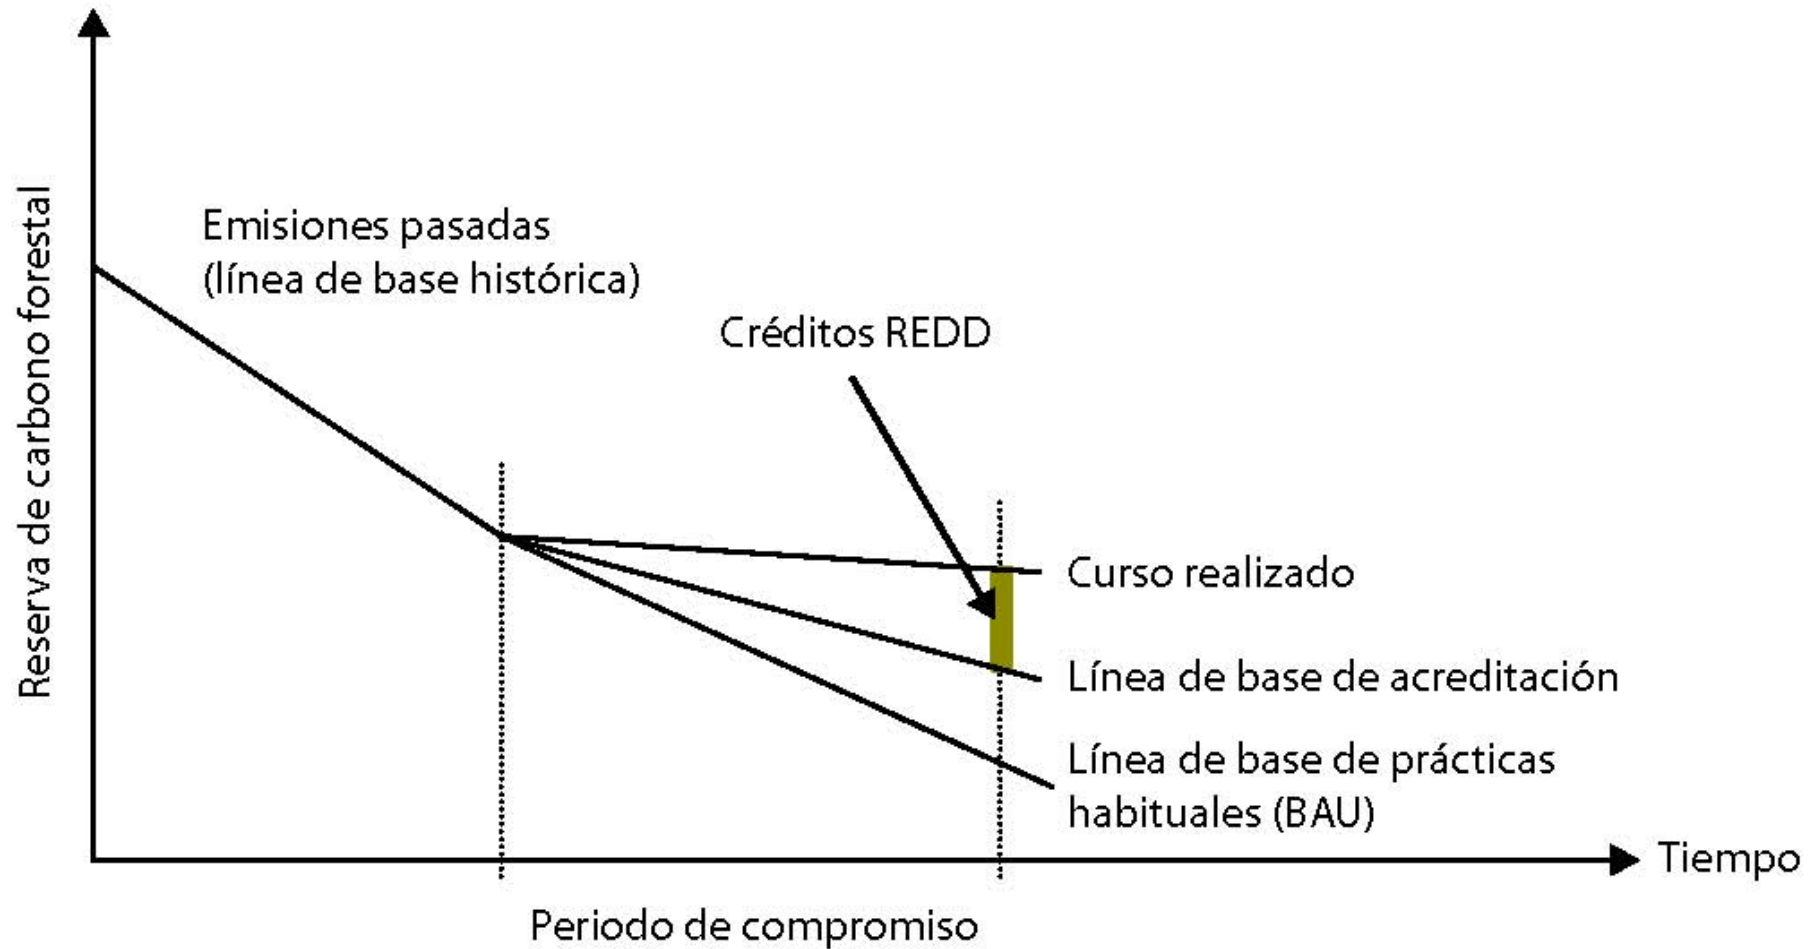 Reserva de carbono forestal
Emisiones pasadas
(línea de base histórica)
Créditos REDD
Curso realizado
Línea de base de acreditación
Línea de base de prácticas
habituales (BAU)
Tiempo
Periodo de compromiso